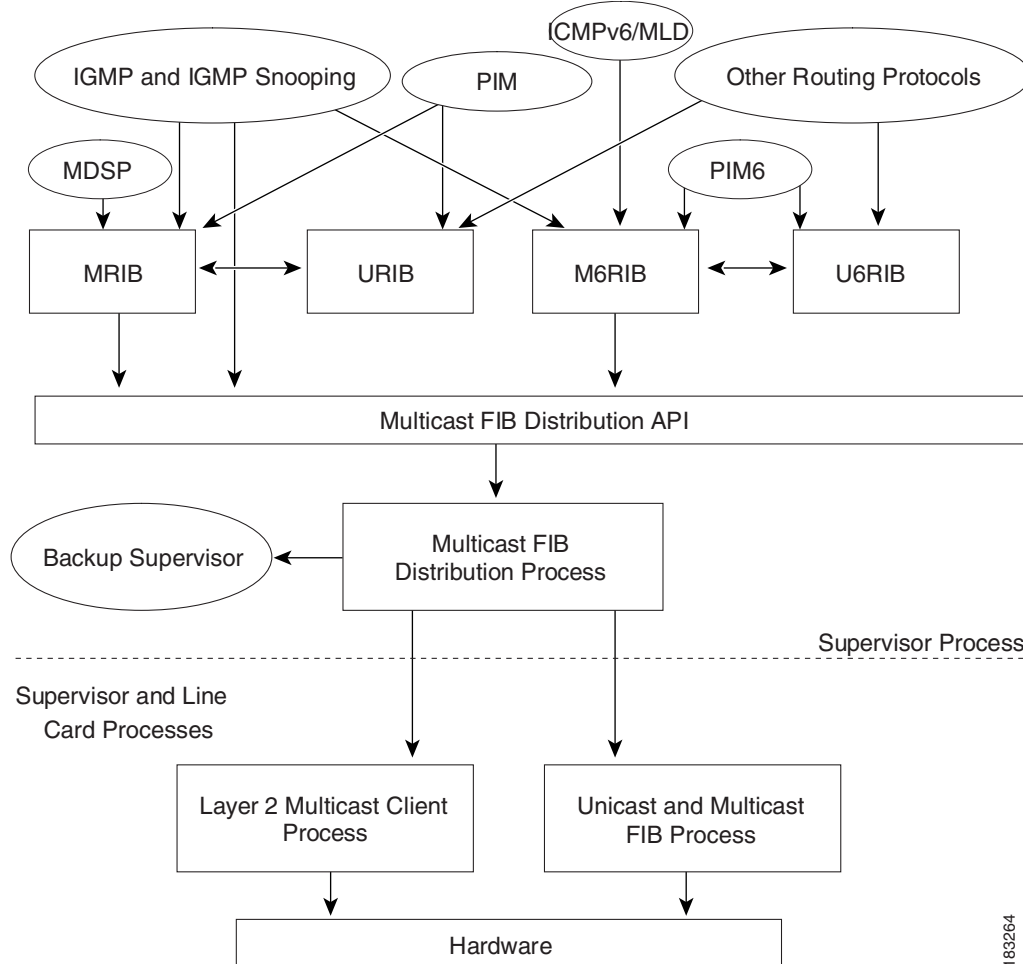 ICMPv6/MLD
IGMP and IGMP Snooping
PIM
Other Routing Protocols
MDSP
PIM6
MRIB
URIB
M6RIB
U6RIB
Multicast FIB Distribution API
Backup Supervisor
Multicast FIB
Distribution Process
Supervisor Process
Supervisor and Line
Card Processes
Layer 2 Multicast Client
Process
Unicast and Multicast
FIB Process
Hardware
183264